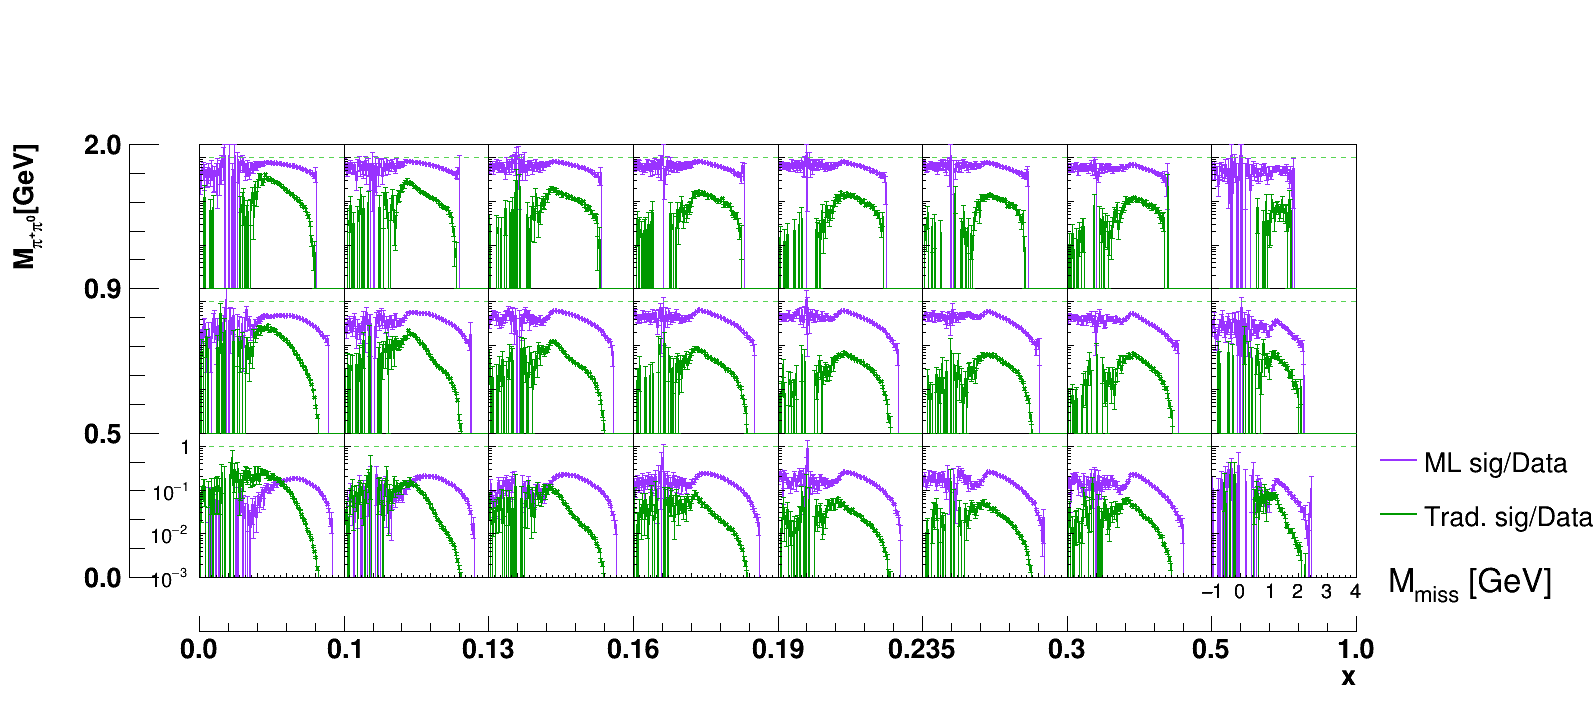 M π⁺π⁰ [GeV]
2.0
0.9
0.5
0.0
1
10⁻¹
10⁻²
10⁻³
ML sig/Data
Trad. sig/Data
−1 0 1 2 3 4
M miss [GeV]
0.0 0.1 0.13 0.16 0.19 0.235 0.3 0.5 1.0
x